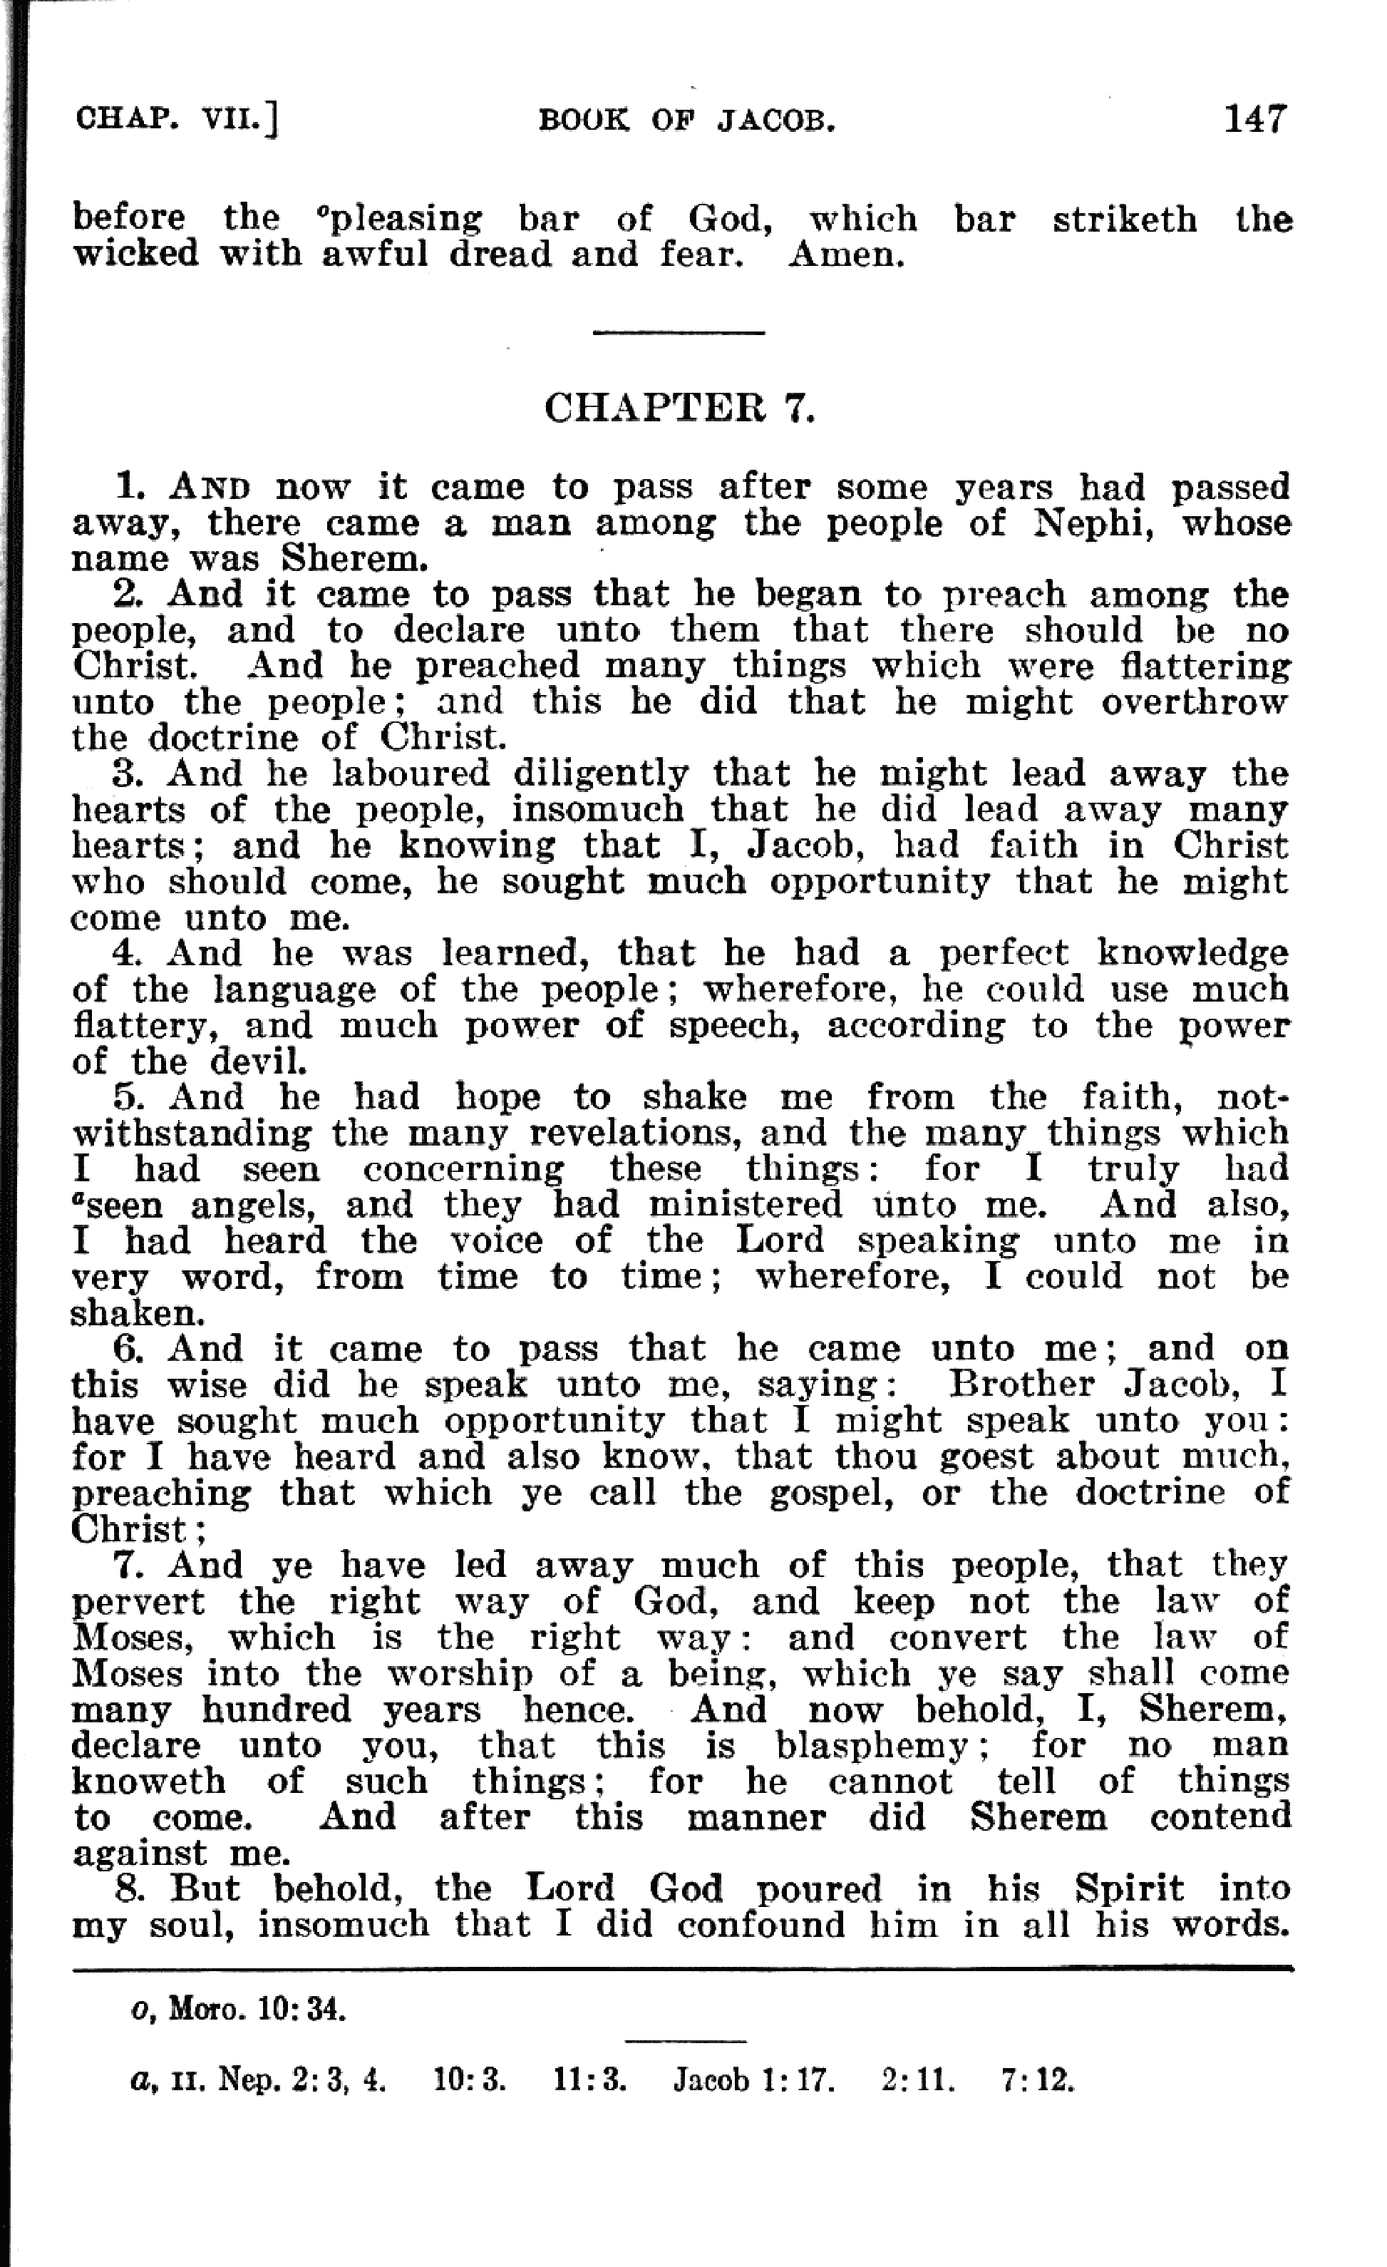 CHAP. VII.] BOOK OF JACOB. 147
before the ᵒpleasing bar of God, which bar striketh the
wicked with awful dread and fear. Amen.
CHAPTER 7.
1. AND now it came to pass after some years had passed
away, there came a man among the people of Nephi, whose
name was Sherem.
2. And it came to pass that he began to preach among the
people, and to declare unto them that there should be no
Christ. And he preached many things which were flattering
unto the people; and this he did that he might overthrow
the doctrine of Christ.
3. And he laboured diligently that he might lead away the
hearts of the people, insomuch that he did lead away many
hearts; and he knowing that I, Jacob, had faith in Christ
who should come, he sought much opportunity that he might
come unto me.
4. And he was learned, that he had a perfect knowledge
of the language of the people; wherefore, he could use much
flattery, and much power of speech, according to the power
of the devil.
5. And he had hope to shake me from the faith, not-
withstanding the many revelations, and the many things which
I had seen concerning these things: for I truly had
ᵃseen angels, and they had ministered unto me. And also,
I had heard the voice of the Lord speaking unto me in
very word, from time to time; wherefore, I could not be
shaken.
6. And it came to pass that he came unto me; and on
this wise did he speak unto me, saying: Brother Jacob, I
have sought much opportunity that I might speak unto you:
for I have heard and also know, that thou goest about much,
preaching that which ye call the gospel, or the doctrine of
Christ;
7. And ye have led away much of this people, that they
pervert the right way of God, and keep not the law of
Moses, which is the right way: and convert the law of
Moses into the worship of a being, which ye say shall come
many hundred years hence. And now behold, I, Sherem,
declare unto you, that this is blasphemy; for no man
knoweth of such things; for he cannot tell of things
to come. And after this manner did Sherem contend
against me.
8. But behold, the Lord God poured in his Spirit into
my soul, insomuch that I did confound him in all his words.
o, Moro. 10:34.
a, II. Nep. 2:3, 4. 10:3. 11:3. Jacob 1:17. 2:11. 7:12.